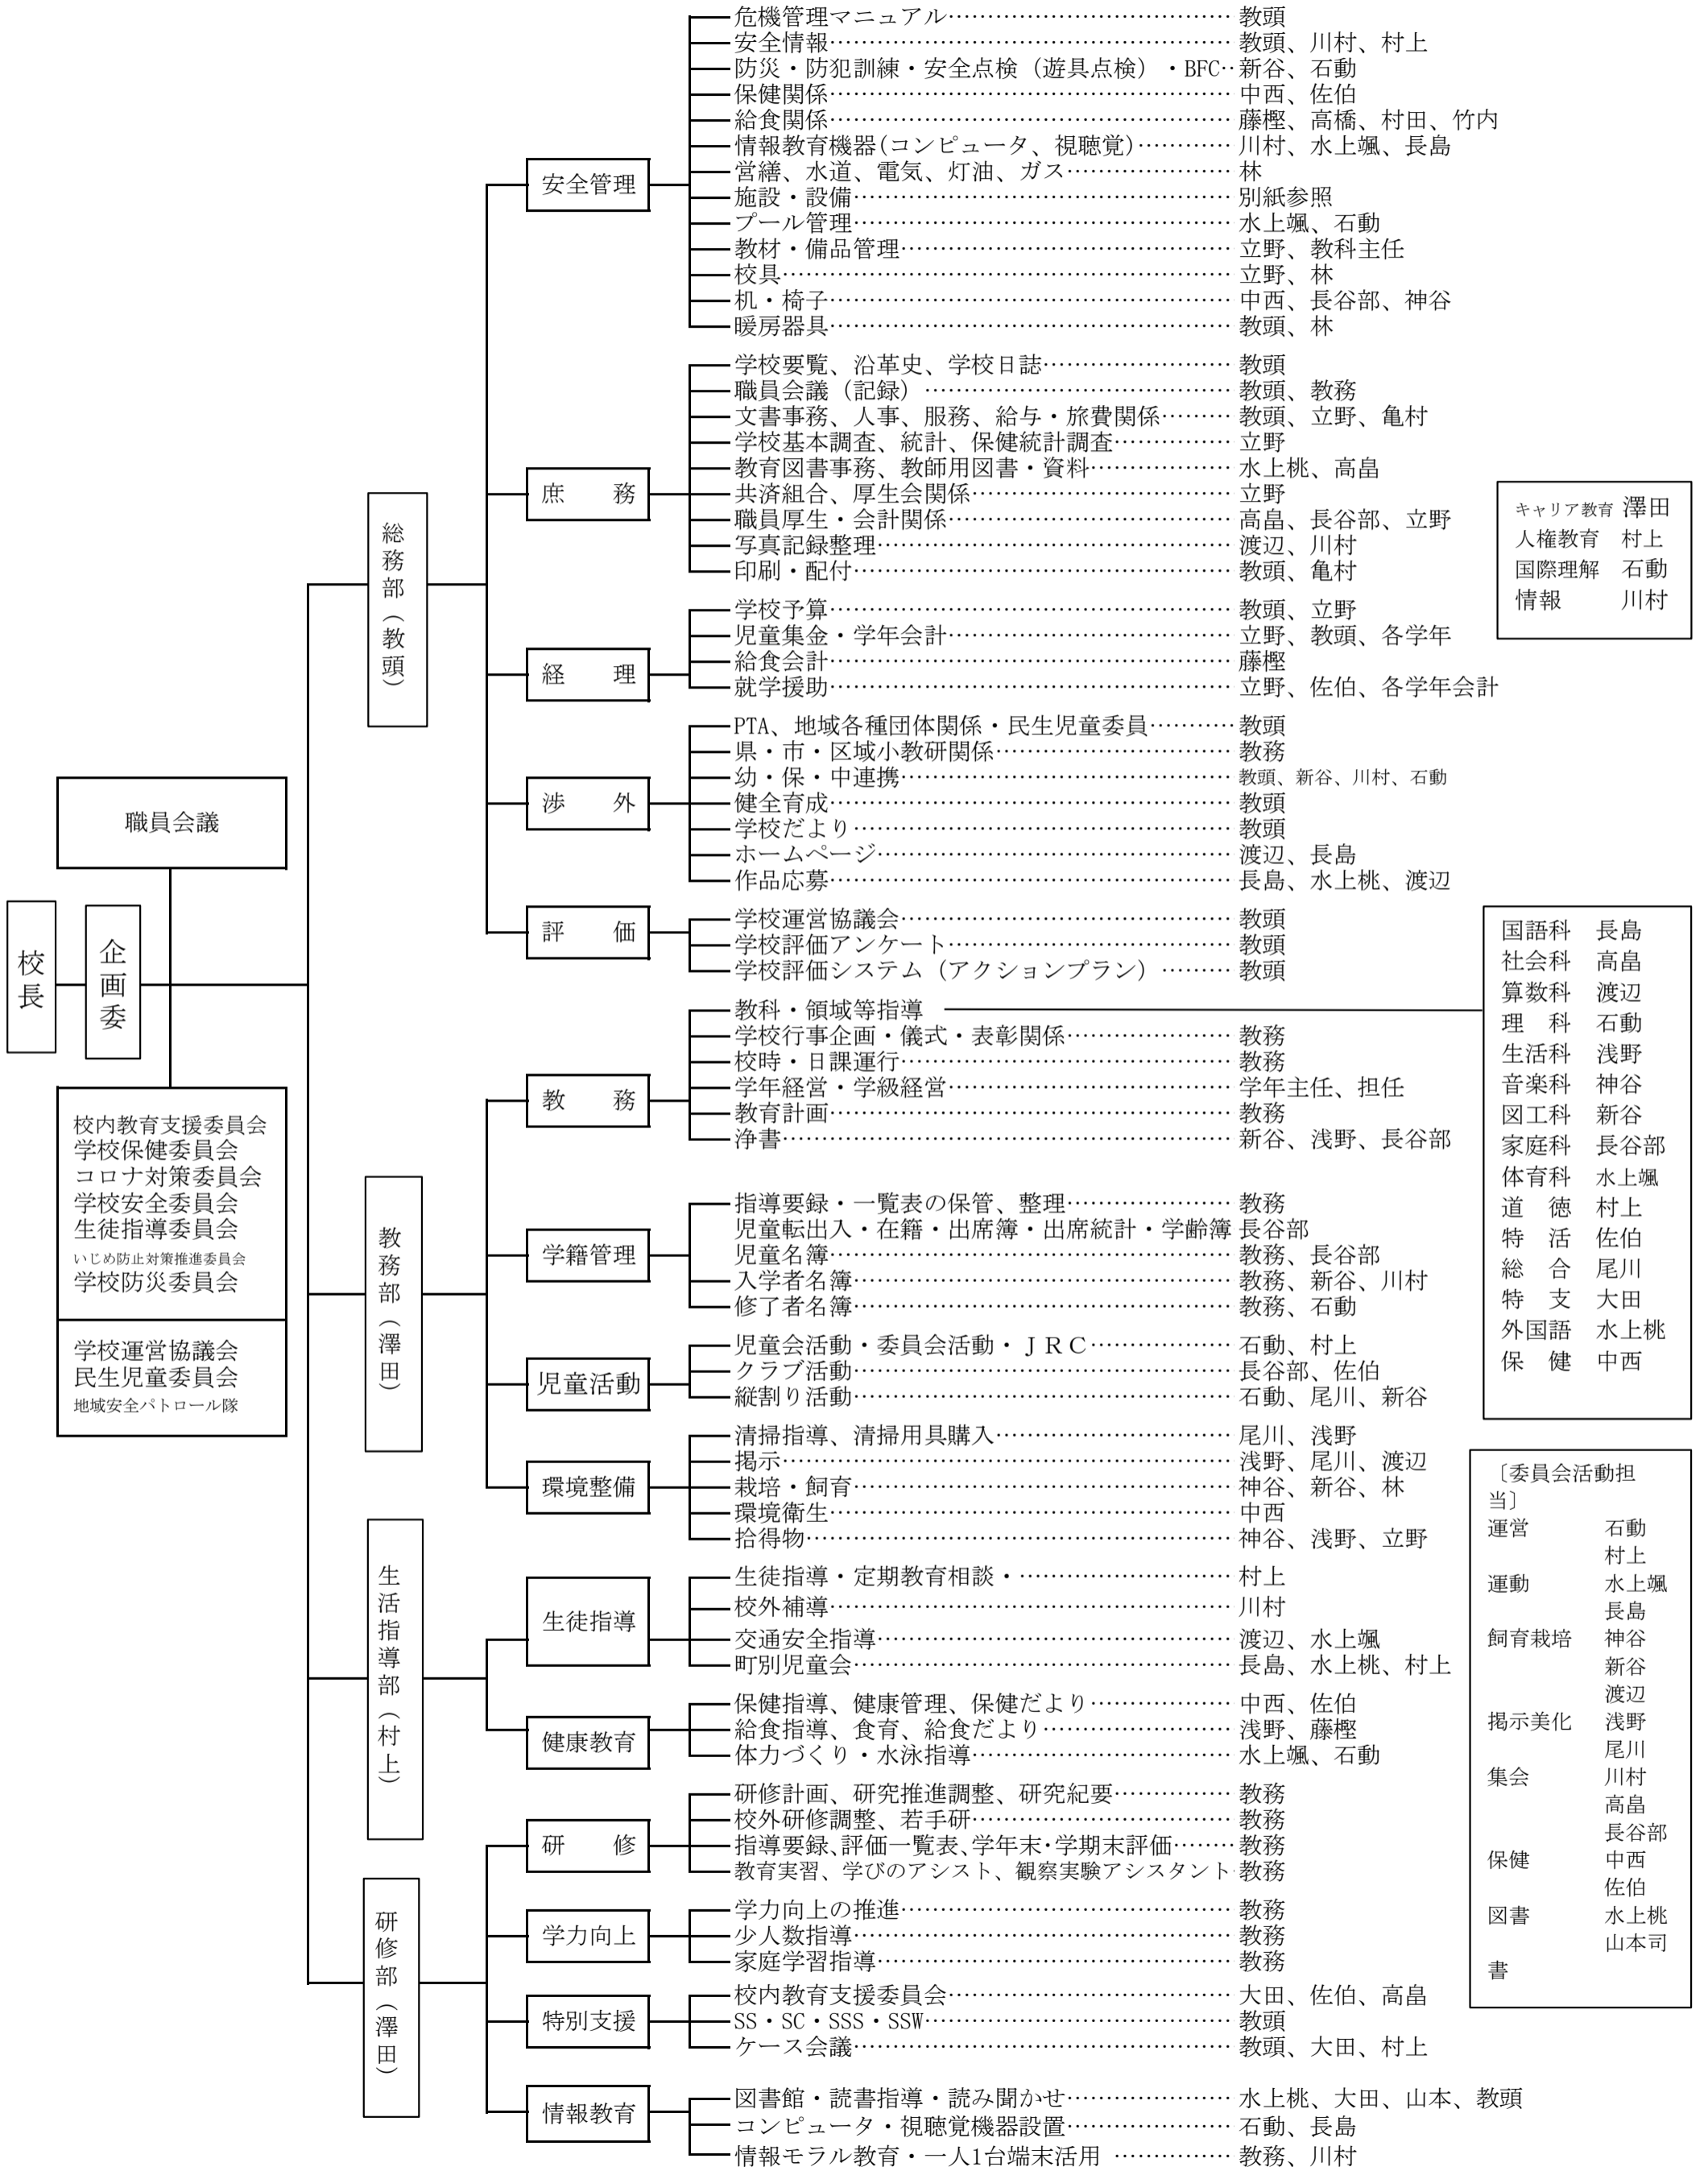 校長
企画委
職員会議
校内教育支援委員会
学校保健委員会
コロナ対策委員会
学校安全委員会
生徒指導委員会
いじめ防止対策推進委員会
学校防災委員会
学校運営協議会
民生児童委員会
地域安全パトロール隊
総務部（教頭）
安全管理
危機管理マニュアル………………………………教頭
安全情報……………………………………………教頭、川村、村上
防災・防犯訓練・安全点検（遊具点検）・BFC‥新谷、石動
保健関係……………………………………………中西、佐伯
給食関係……………………………………………藤樫、高橋、村田、竹内
情報教育機器(コンピュータ、視聴覚)…………川村、水上颯、長島
営繕、水道、電気、灯油、ガス…………………林
施設・設備…………………………………………別紙参照
プール管理…………………………………………水上颯、石動
教材・備品管理……………………………………立野、教科主任
校具…………………………………………………立野、林
机・椅子……………………………………………中西、長谷部、神谷
暖房器具……………………………………………教頭、林
庶　　務
学校要覧、沿革史、学校日誌……………………教頭
職員会議（記録）…………………………………教頭、教務
文書事務、人事、服務、給与・旅費関係………教頭、立野、亀村
学校基本調査、統計、保健統計調査……………立野
教育図書事務、教師用図書・資料………………水上桃、高畠
共済組合、厚生会関係……………………………立野
職員厚生・会計関係………………………………高畠、長谷部、立野
写真記録整理………………………………………渡辺、川村
印刷・配付…………………………………………教頭、亀村
経　　理
学校予算……………………………………………教頭、立野
児童集金・学年会計………………………………立野、教頭、各学年
給食会計……………………………………………藤樫
就学援助……………………………………………立野、佐伯、各学年会計
渉　　外
PTA、地域各種団体関係・民生児童委員…………教頭
県・市・区域小教研関係…………………………教務
幼・保・中連携……………………………………教頭、新谷、川村、石動
健全育成……………………………………………教頭
学校だより…………………………………………教頭
ホームページ………………………………………渡辺、長島
作品応募……………………………………………長島、水上桃、渡辺
評　　価
学校運営協議会……………………………………教頭
学校評価アンケート………………………………教頭
学校評価システム（アクションプラン）………教頭
キャリア教育　澤田
人権教育　村上
国際理解　石動
情報　　　川村
教務部（澤田）
教　　務
教科・領域等指導
学校行事企画・儀式・表彰関係…………………教務
校時・日課運行……………………………………教務
学年経営・学級経営………………………………学年主任、担任
教育計画……………………………………………教務
浄書…………………………………………………新谷、浅野、長谷部
国語科　長島
社会科　高畠
算数科　渡辺
理　科　石動
生活科　浅野
音楽科　神谷
図工科　新谷
家庭科　長谷部
体育科　水上颯
道　徳　村上
特　活　佐伯
総　合　尾川
特　支　大田
外国語　水上桃
保　健　中西
学籍管理
指導要録・一覧表の保管、整理…………………教務
児童転出入・在籍・出席簿・出席統計・学齢簿 長谷部
児童名簿……………………………………………教務、長谷部
入学者名簿…………………………………………教務、新谷、川村
修了者名簿…………………………………………教務、石動
児童活動
児童会活動・委員会活動・ＪＲＣ………………石動、村上
クラブ活動…………………………………………長谷部、佐伯
縦割り活動…………………………………………石動、尾川、新谷
環境整備
清掃指導、清掃用具購入…………………………尾川、浅野
掲示…………………………………………………浅野、尾川、渡辺
栽培・飼育…………………………………………神谷、新谷、林
環境衛生……………………………………………中西
拾得物………………………………………………神谷、浅野、立野
生活指導部（村上）
生徒指導
生徒指導・定期教育相談・………………………村上
校外補導……………………………………………川村
交通安全指導………………………………………渡辺、水上颯
町別児童会…………………………………………長島、水上桃、村上
健康教育
保健指導、健康管理、保健だより………………中西、佐伯
給食指導、食育、給食だより……………………浅野、藤樫
体力づくり・水泳指導……………………………水上颯、石動
研修部（澤田）
研　　修
研修計画、研究推進調整、研究紀要……………教務
校外研修調整、若手研……………………………教務
指導要録、評価一覧表、学年末・学期末評価………教務
教育実習、学びのアシスト、観察実験アシスタント 教務
学力向上
学力向上の推進……………………………………教務
少人数指導…………………………………………教務
家庭学習指導………………………………………教務
特別支援
校内教育支援委員会………………………………大田、佐伯、高畠
SS・SC・SSS・SSW…………………………………教頭
ケース会議…………………………………………教頭、大田、村上
情報教育
図書館・読書指導・読み聞かせ…………………水上桃、大田、山本、教頭
コンピュータ・視聴覚機器設置…………………石動、長島
情報モラル教育・一人1台端末活用 ……………教務、川村
〔委員会活動担
当〕
運営　　石動
村上
運動　　水上颯
長島
飼育栽培　神谷
新谷
渡辺
掲示美化　浅野
尾川
集会　　川村
高畠
長谷部
保健　　中西
佐伯
図書　　水上桃
山本司
書